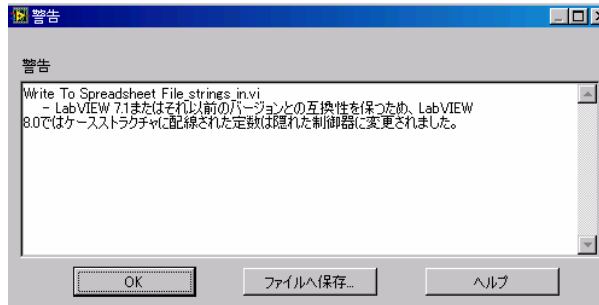 警告
警告
Write To Spreadsheet File_strings_in.vi
- LabVIEW 7.1またはそれ以前のバージョンとの互換性を保つため、LabVIEW
8.0ではケースストラクチャに配線された定数は隠れた制御器に変更されました。
OK
ファイルへ保存...
ヘルプ